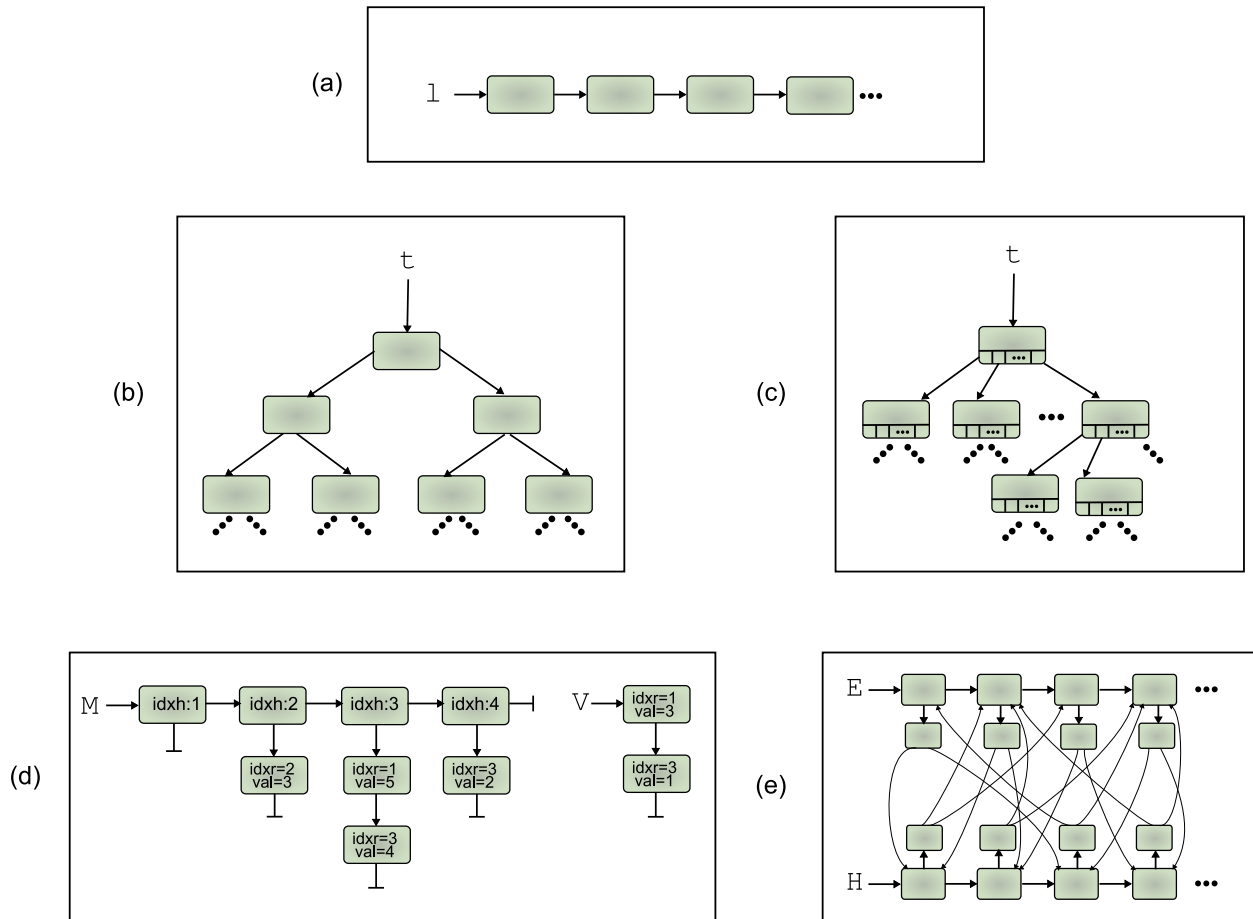 (a)
l
(b)
t
(c)
t
(d)
M
idxh:1
idxh:2
idxh:3
idxh:4
V
idxr=1
val=3
idxr=2
val=3
idxr=1
val=5
idxr=3
val=2
idxr=3
val=1
idxr=3
val=4
(e)
E
H